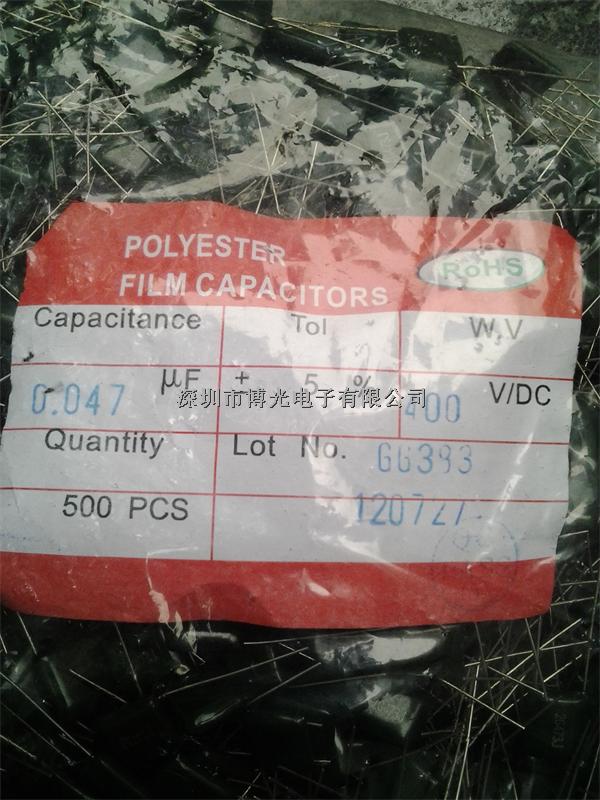 POLYESTER
FILM CAPACITORS
RoHS
Capacitance
Tol
W.V
0.047 μF
± 5 %
400 V/DC
深圳市博光电子有限公司
Quantity
Lot No. G6393
500 PCS
120727